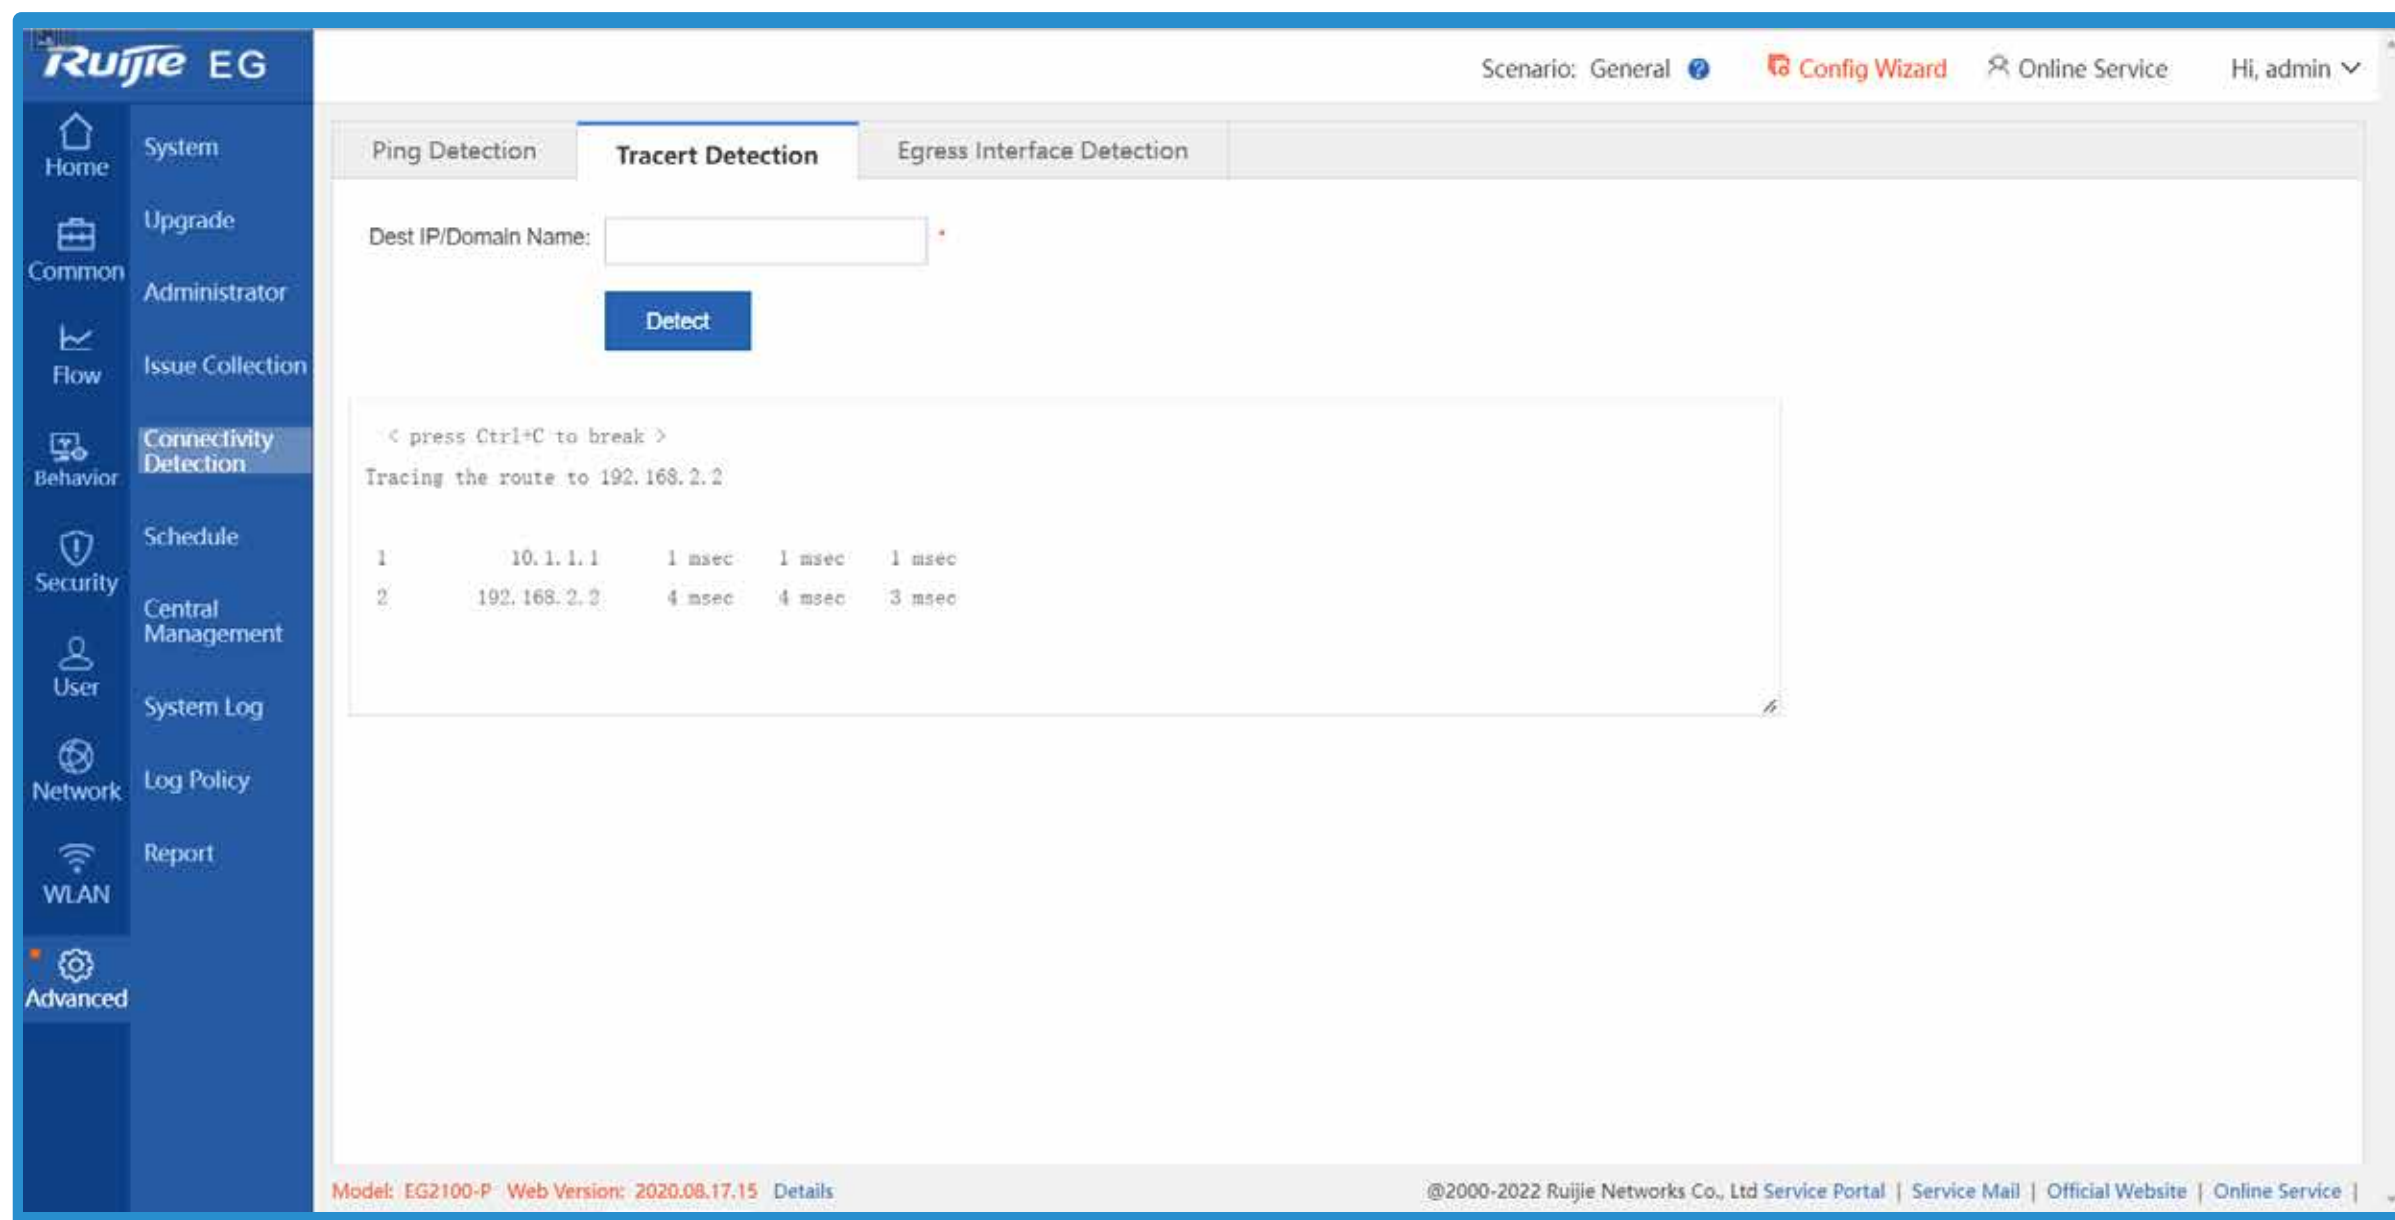 Ruijie EG
Scenario: General Config Wizard Online Service Hi, admin
Home
Common
Flow
Behavior
Security
User
Network
WLAN
Advanced
System
Upgrade
Administrator
Issue Collection
Connectivity
Detection
Schedule
Central
Management
System Log
Log Policy
Report
Ping Detection Tracert Detection Egress Interface Detection
Dest IP/Domain Name: *
Detect
< press Ctrl+C to break >
Tracing the route to 192.168.2.2
1 10.1.1.1 1 msec 1 msec 1 msec
2 192.168.2.2 4 msec 4 msec 3 msec
Model: EG2100-P Web Version: 2020.08.17.15 Details
@2000-2022 Ruijie Networks Co., Ltd Service Portal | Service Mail | Official Website | Online Service |